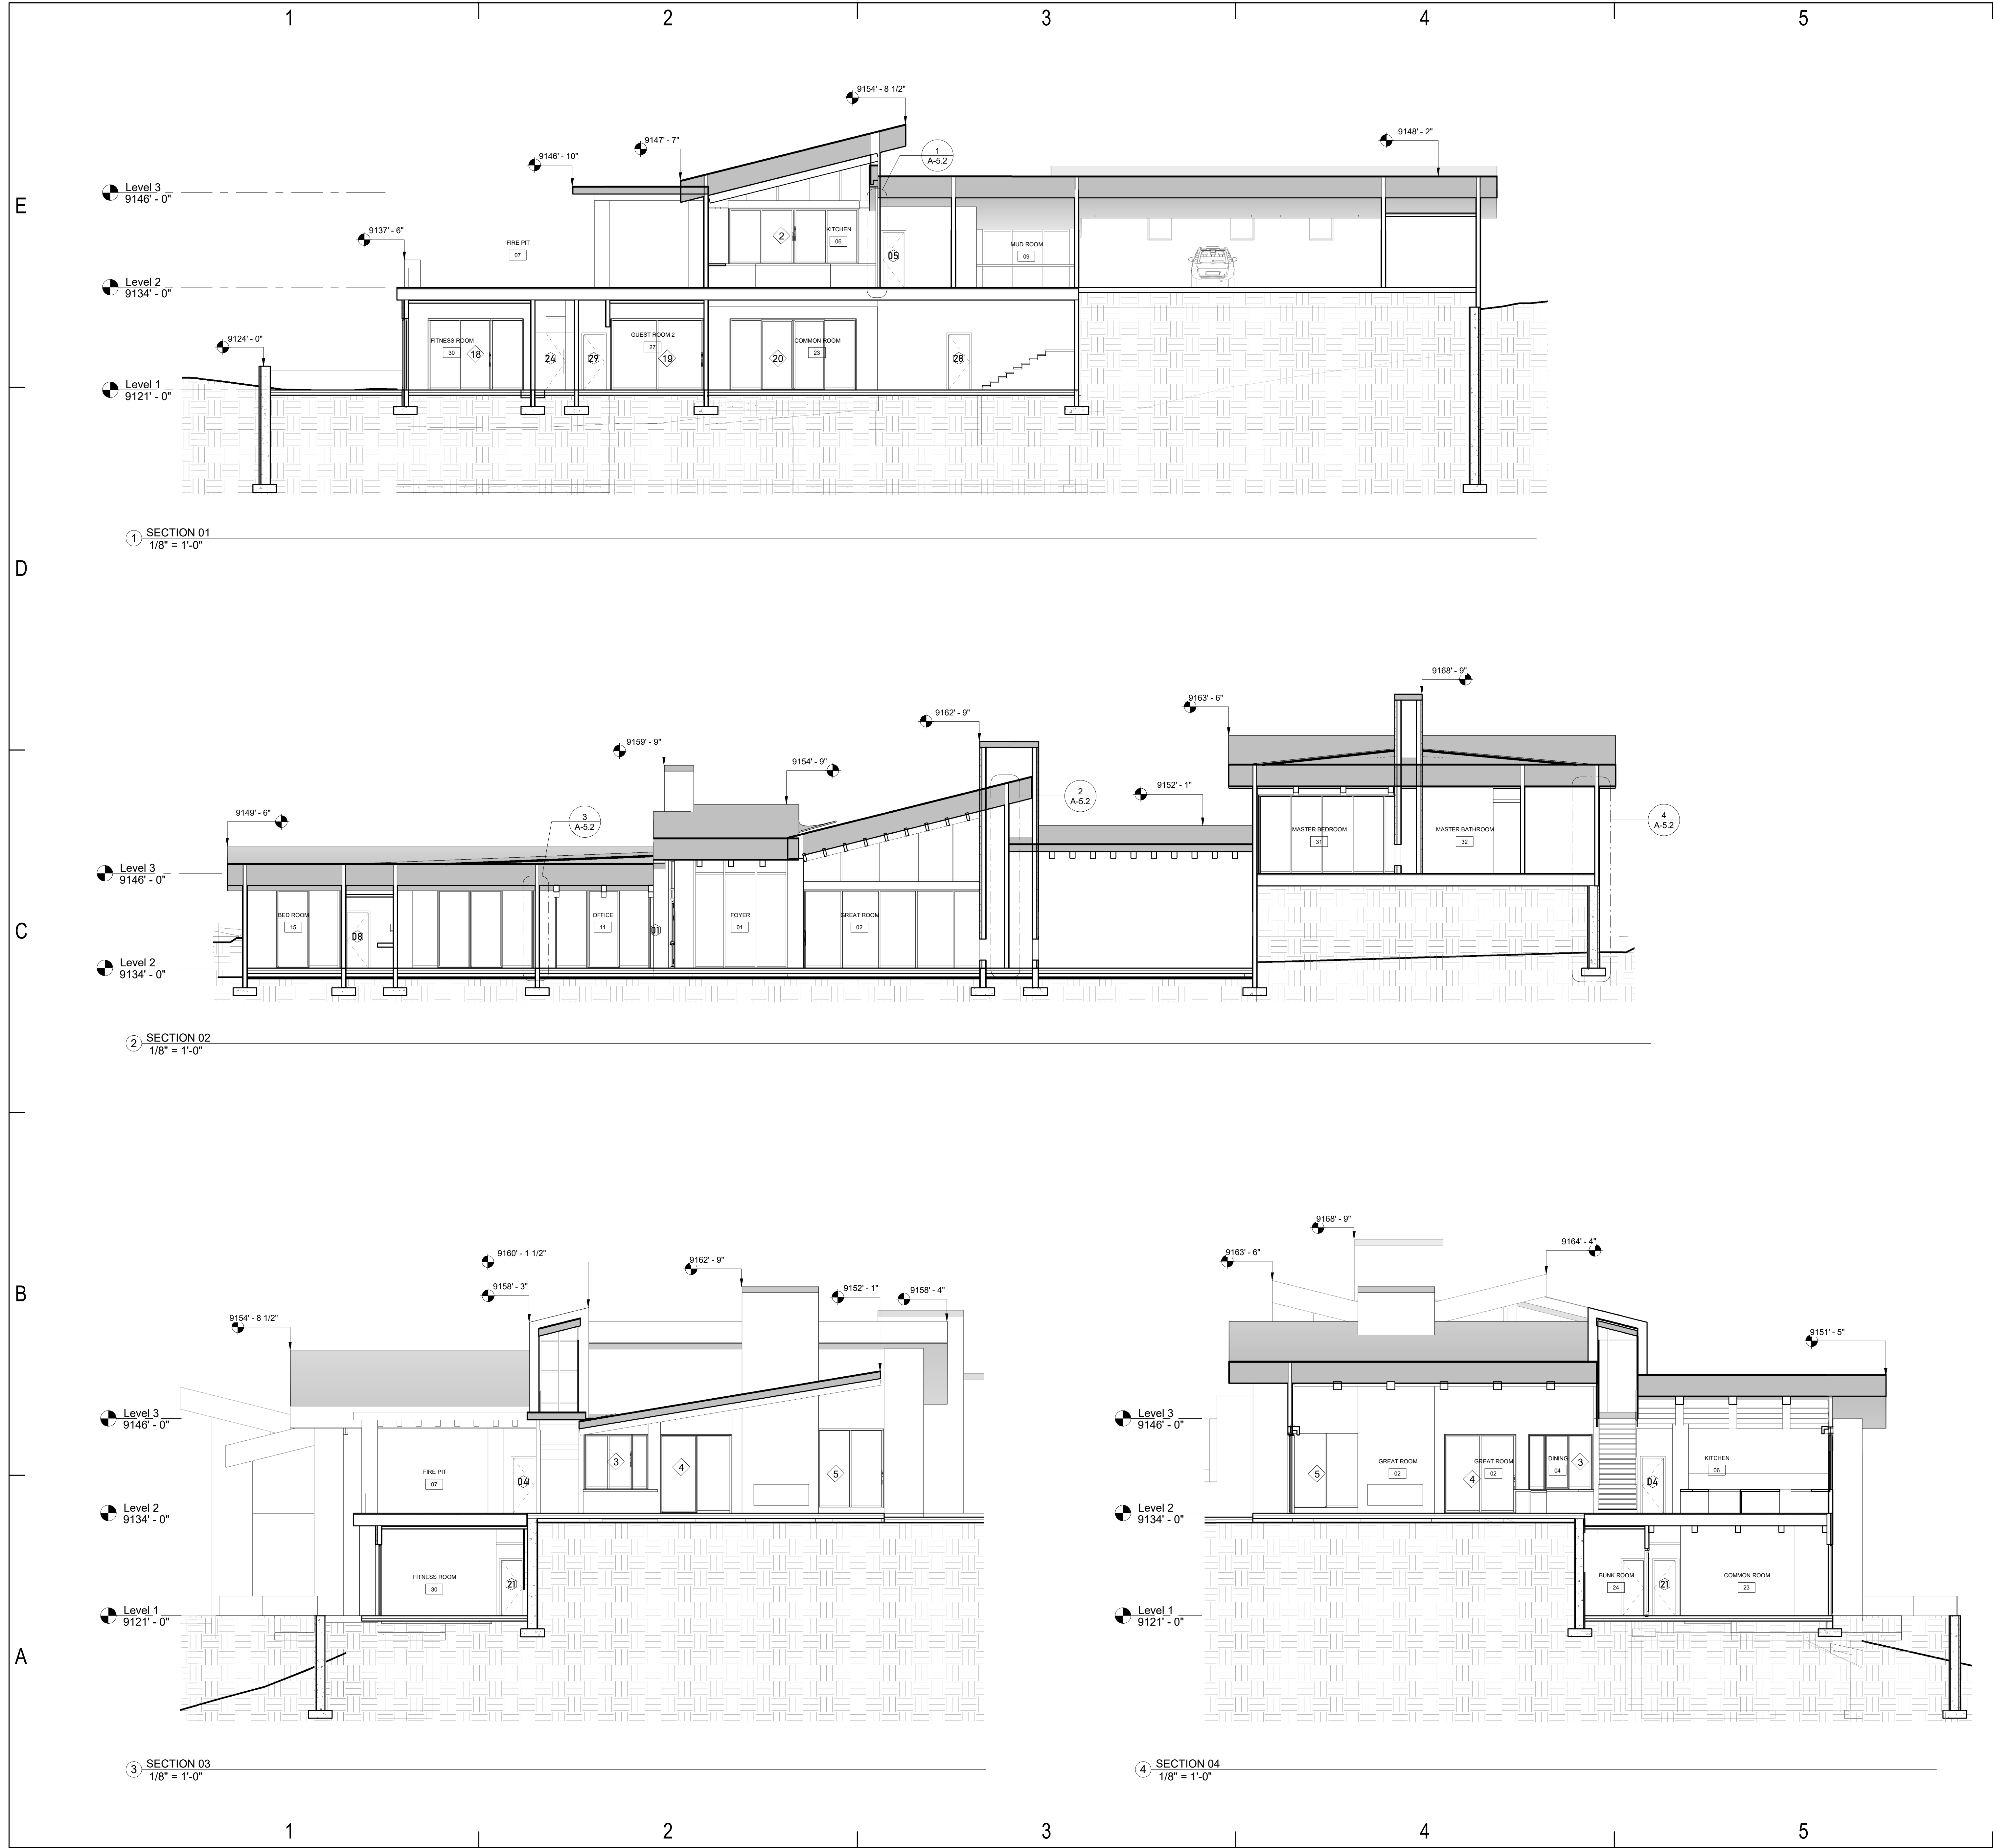 1 2 3 4 5
E
9154' - 8 1/2"
9148' - 2"
9147' - 7"
1
A-5.2
9146' - 10"
Level 3
9146' - 0"
9137' - 6"
FIRE PIT
07
2
KITCHEN
06
05
MUD ROOM
09
Level 2
9134' - 0"
9124' - 0"
FITNESS ROOM
30
18
24
29
GUEST ROOM 2
27
19
20
COMMON ROOM
23
28
Level 1
9121' - 0"
1 SECTION 01
1/8" = 1'-0"
D
9168' - 9"
9163' - 6"
9162' - 9"
9159' - 9"
9154' - 9"
9152' - 1"
2
A-5.2
9149' - 6"
3
A-5.2
4
A-5.2
MASTER BEDROOM
31
MASTER BATHROOM
32
Level 3
9146' - 0"
C
BED ROOM
15
08
OFFICE
11
01
FOYER
01
GREAT ROOM
02
Level 2
9134' - 0"
2 SECTION 02
1/8" = 1'-0"
B
9160' - 1 1/2"
9162' - 9"
9158' - 3"
9152' - 1"
9158' - 4"
9154' - 8 1/2"
Level 3
9146' - 0"
FIRE PIT
07
04
3
4
5
Level 2
9134' - 0"
FITNESS ROOM
30
21
Level 1
9121' - 0"
3 SECTION 03
1/8" = 1'-0"
9168' - 9"
9163' - 6"
9164' - 4"
9151' - 5"
Level 3
9146' - 0"
5
GREAT ROOM
02
4
GREAT ROOM
02
DINING
04
3
04
KITCHEN
06
Level 2
9134' - 0"
BUNK ROOM
24
21
COMMON ROOM
23
Level 1
9121' - 0"
4 SECTION 04
1/8" = 1'-0"
A
1 2 3 4 5